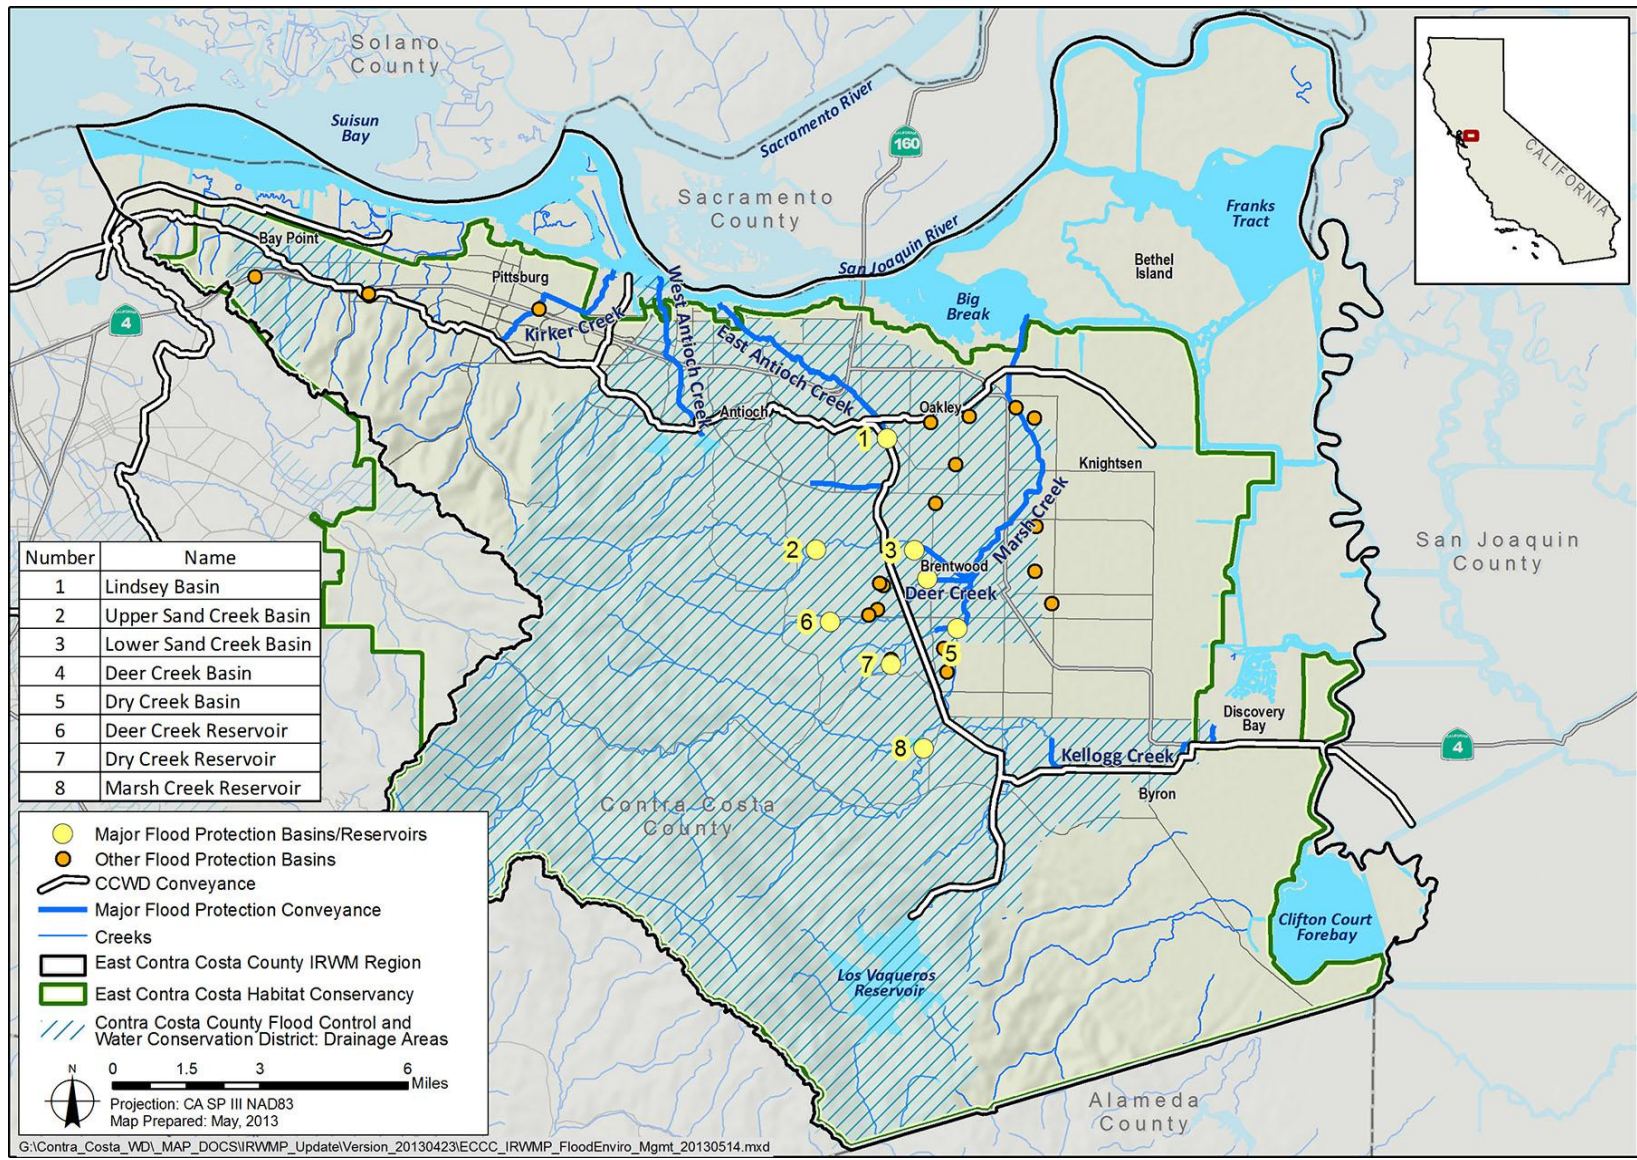 Solano
County
Suisun
Bay
Sacramento River
160
Sacramento
County
San Joaquin River
Franks
Tract
Bethel
Island
Big
Break
CALIFORNIA
Bay Point
Pittsburg
4
Kirker Creek
West Antioch Creek
East Antioch Creek
Antioch
Oakley
1
Knightsen
Marsh Creek
San Joaquin
County
2
3
Brentwood
Deer Creek
6
5
7
Discovery
Bay
4
8
Kellogg Creek
Byron
Contra Costa
County
Clifton Court
Forebay
Los Vaqueros
Reservoir
Alameda
County
Number Name
1 Lindsey Basin
2 Upper Sand Creek Basin
3 Lower Sand Creek Basin
4 Deer Creek Basin
5 Dry Creek Basin
6 Deer Creek Reservoir
7 Dry Creek Reservoir
8 Marsh Creek Reservoir
Major Flood Protection Basins/Reservoirs
Other Flood Protection Basins
CCWD Conveyance
Major Flood Protection Conveyance
Creeks
East Contra Costa County IRWM Region
East Contra Costa Habitat Conservancy
Contra Costa County Flood Control and
Water Conservation District: Drainage Areas
N
0 1.5 3 6
Miles
Projection: CA SP III NAD83
Map Prepared: May, 2013
G:\Contra_Costa_WD\_MAP_DOCS\IRWMP_Update\Version_20130423\ECCC_IRWMP_FloodEnviro_Mgmt_20130514.mxd